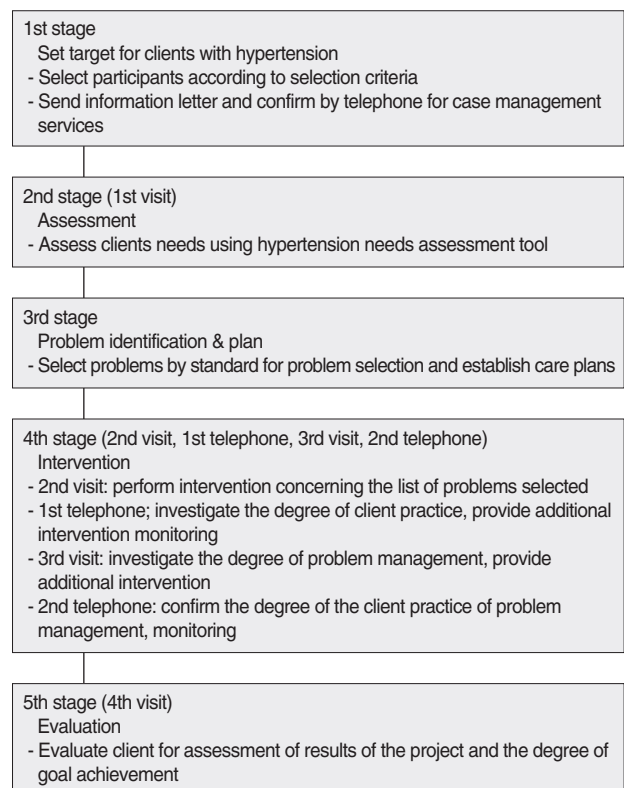 1st stage
Set target for clients with hypertension
- Select participants according to selection criteria
- Send information letter and confirm by telephone for case management
services
2nd stage (1st visit)
Assessment
- Assess clients needs using hypertension needs assessment tool
3rd stage
Problem identification & plan
- Select problems by standard for problem selection and establish care plans
4th stage (2nd visit, 1st telephone, 3rd visit, 2nd telephone)
Intervention
- 2nd visit: perform intervention concerning the list of problems selected
- 1st telephone; investigate the degree of client practice, provide additional
intervention monitoring
- 3rd visit: investigate the degree of problem management, provide
additional intervention
- 2nd telephone: confirm the degree of the client practice of problem
management, monitoring
5th stage (4th visit)
Evaluation
- Evaluate client for assessment of results of the project and the degree of
goal achievement